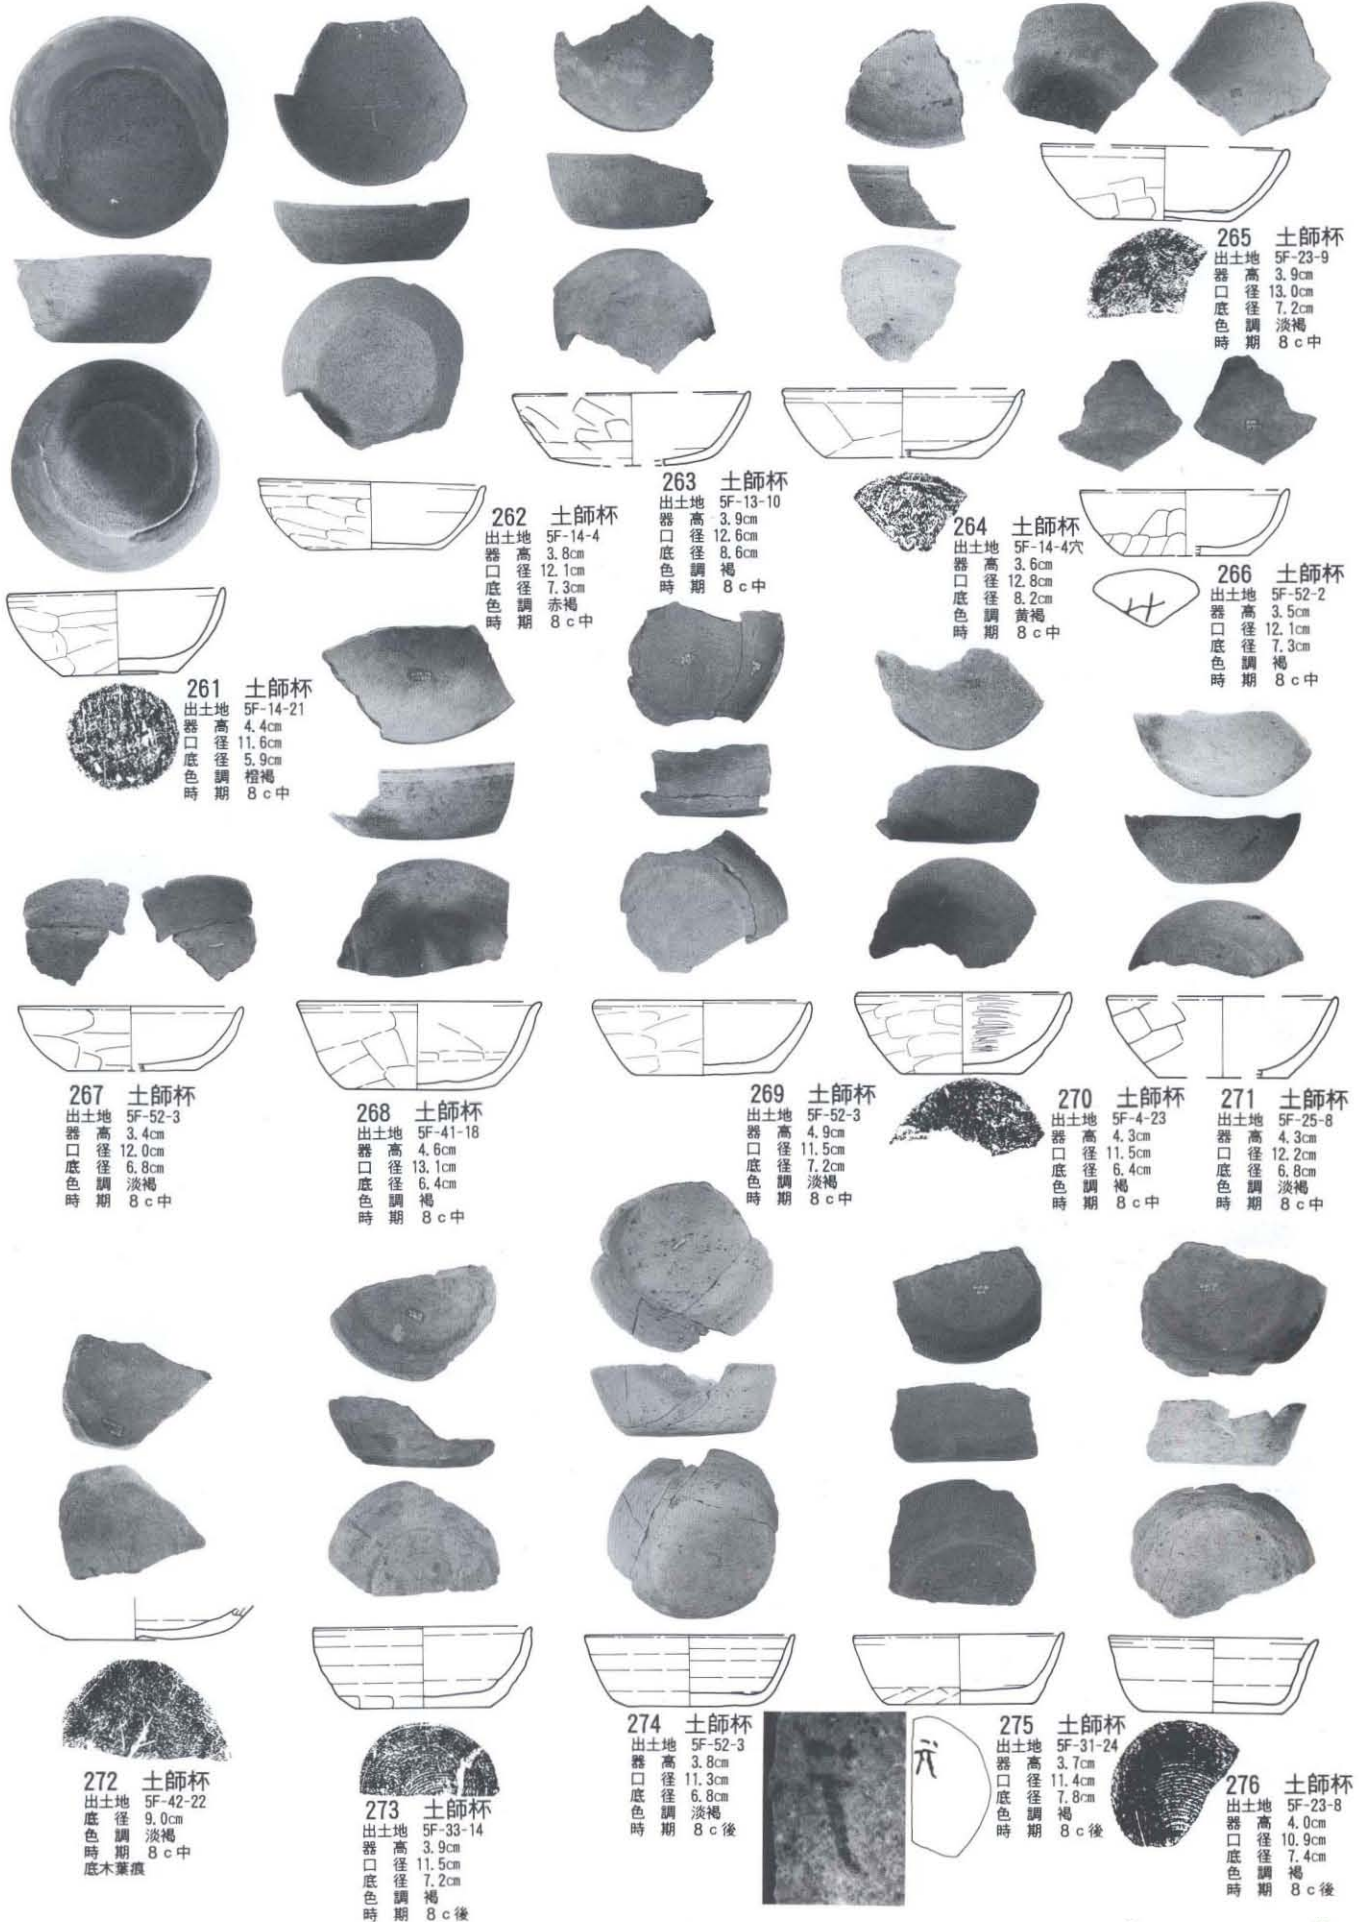 265 土師杯
出土地 5F-23-9
器高 3.9cm
口径 13.0cm
底径 7.2cm
色調 淡褐
時期 8c中
262 土師杯
出土地 5F-14-4
器高 3.8cm
口径 12.1cm
底径 7.3cm
色調 赤褐
時期 8c中
263 土師杯
出土地 5F-13-10
器高 3.9cm
口径 12.6cm
底径 8.6cm
色調 褐
時期 8c中
264 土師杯
出土地 5F-14-4穴
器高 3.6cm
口径 12.8cm
底径 8.2cm
色調 黄褐
時期 8c中
266 土師杯
出土地 5F-52-2
器高 3.5cm
口径 12.1cm
底径 7.3cm
色調 褐
時期 8c中
261 土師杯
出土地 5F-14-21
器高 4.4cm
口径 11.6cm
底径 5.9cm
色調 橙褐
時期 8c中
267 土師杯
出土地 5F-52-3
器高 3.4cm
口径 12.0cm
底径 6.8cm
色調 淡褐
時期 8c中
268 土師杯
出土地 5F-41-18
器高 4.6cm
口径 13.1cm
底径 6.4cm
色調 褐
時期 8c中
269 土師杯
出土地 5F-52-3
器高 4.9cm
口径 11.5cm
底径 7.2cm
色調 淡褐
時期 8c中
270 土師杯
出土地 5F-4-23
器高 4.3cm
口径 11.5cm
底径 6.4cm
色調 褐
時期 8c中
271 土師杯
出土地 5F-25-8
器高 4.3cm
口径 12.2cm
底径 6.8cm
色調 淡褐
時期 8c中
272 土師杯
出土地 5F-42-22
底径 9.0cm
色調 淡褐
時期 8c中
底木葉痕
273 土師杯
出土地 5F-33-14
器高 3.9cm
口径 11.5cm
底径 7.2cm
色調 褐
時期 8c後
274 土師杯
出土地 5F-52-3
器高 3.8cm
口径 11.3cm
底径 6.8cm
色調 淡褐
時期 8c後
275 土師杯
出土地 5F-31-24
器高 3.7cm
口径 11.4cm
底径 7.8cm
色調 褐
時期 8c後
276 土師杯
出土地 5F-23-8
器高 4.0cm
口径 10.9cm
底径 7.4cm
色調 褐
時期 8c後